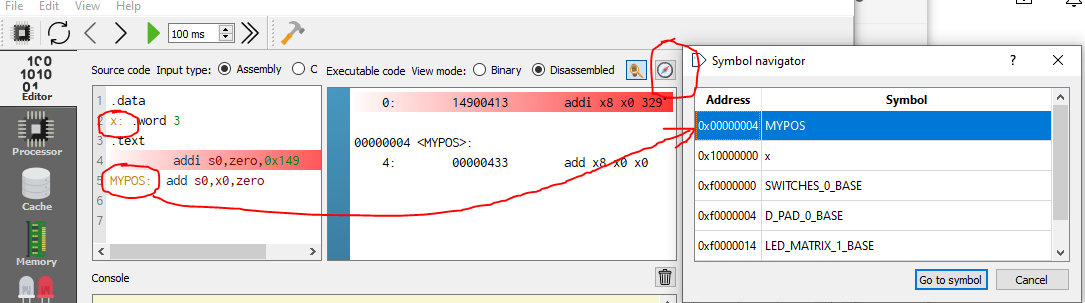 File Edit View Help
100 ms
Source code Input type: Assembly C Executable code View mode: Binary Disassembled
100
1010
01
Editor
Processor
Cache
Memory
1 .data
2 x: .word 3
3 .text
4 addi s0,zero,0x149
5 MYPOS: add s0,x0,zero
6
7
0: 14900413 addi x8 x0 329
00000004 <MYPOS>:
4: 00000433 add x8 x0 x0
Console
Symbol navigator
? ×
Address Symbol
0x00000004 MYPOS
0x10000000 x
0xf0000000 SWITCHES_0_BASE
0xf0000004 D_PAD_0_BASE
0xf0000014 LED_MATRIX_1_BASE
Go to symbol Cancel